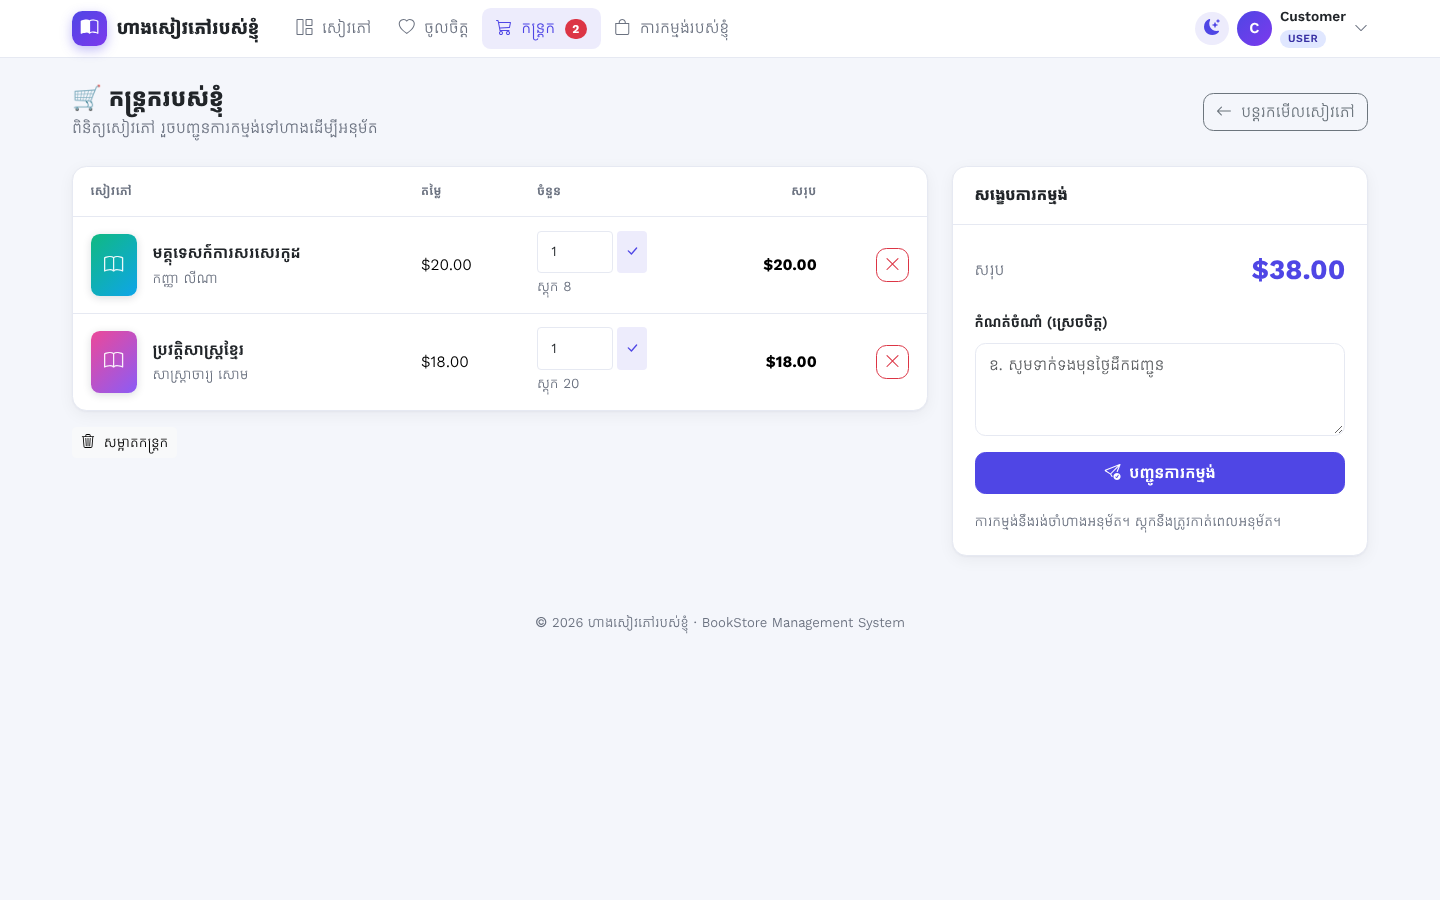 ហាងសៀវភៅរបស់ខ្ញុំ
សៀវភៅ
ចូលចិត្ត
កន្ត្រក 2
ការកម្មង់របស់ខ្ញុំ
C
Customer
USER
🛒 កន្ត្រករបស់ខ្ញុំ
ពិនិត្យសៀវភៅ រួចបញ្ជូនការកម្មង់ទៅហាងដើម្បីអនុម័ត
បន្តរកមើលសៀវភៅ
សៀវភៅ តម្លៃ ចំនួន សរុប
មគ្គុទេសក៍ការសរសេរកូដ
កញ្ញា លីណា
$20.00
1
ស្តុក 8
$20.00
ប្រវត្តិសាស្ត្រខ្មែរ
សាស្ត្រាចារ្យ សោម
$18.00
1
ស្តុក 20
$18.00
សម្អាតកន្ត្រក
សង្ខេបការកម្មង់
សរុប $38.00
កំណត់ចំណាំ (ស្រេចចិត្ត)
ឧ. សូមទាក់ទងមុនថ្ងៃដឹកជញ្ជូន
បញ្ជូនការកម្មង់
ការកម្មង់នឹងរង់ចាំហាងអនុម័ត។ ស្តុកនឹងត្រូវកាត់ពេលអនុម័ត។
© 2026 ហាងសៀវភៅរបស់ខ្ញុំ · BookStore Management System